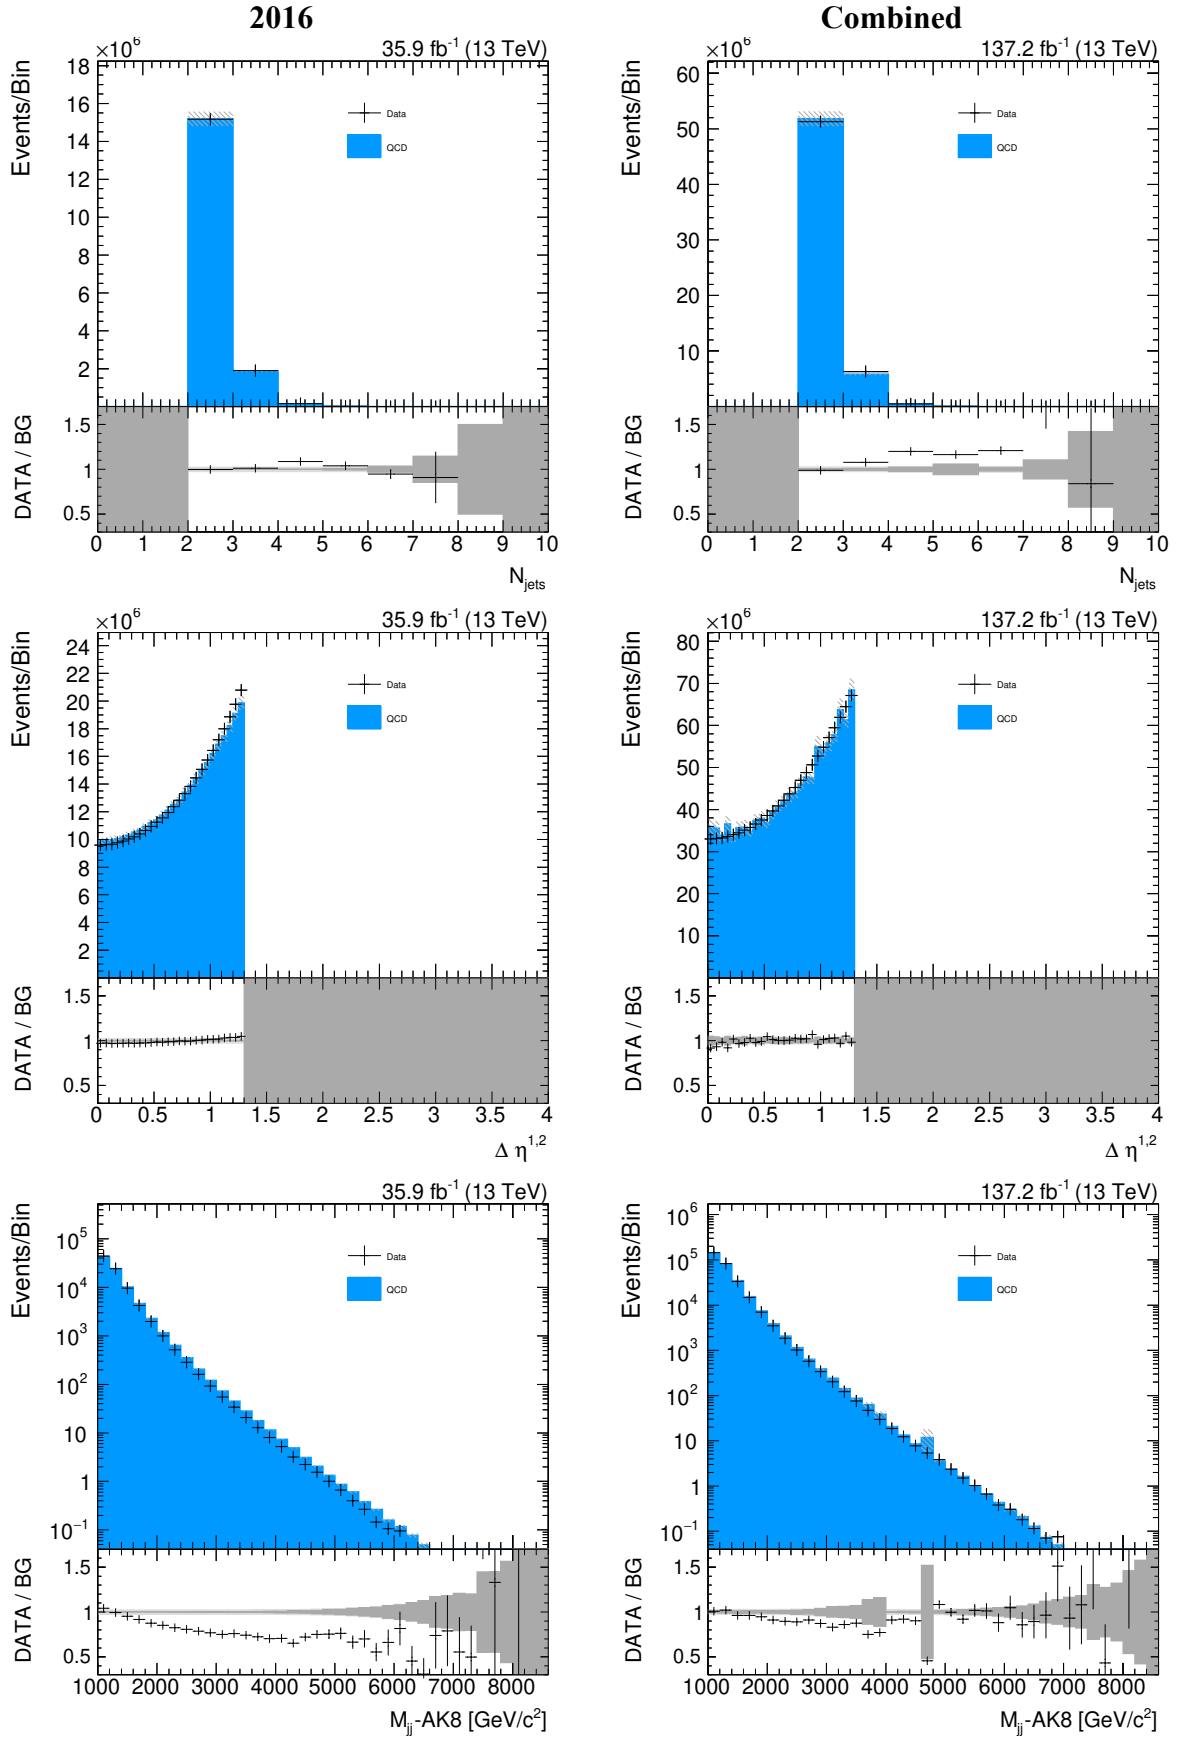 2016 Combined
×10⁶ 35.9 fb⁻¹ (13 TeV) ×10⁶ 137.2 fb⁻¹ (13 TeV)
Events/Bin Events/Bin
18 16 14 12 10 8 6 4 2
60 50 40 30 20 10
Data Data
QCD QCD
DATA / BG DATA / BG
1.5 1 0.5 1.5 1 0.5
0 1 2 3 4 5 6 7 8 9 10 0 1 2 3 4 5 6 7 8 9 10
N_jets N_jets
×10⁶ 35.9 fb⁻¹ (13 TeV) ×10⁶ 137.2 fb⁻¹ (13 TeV)
Events/Bin Events/Bin
24 22 20 18 16 14 12 10 8 6 4 2
80 70 60 50 40 30 20 10
Data Data
QCD QCD
DATA / BG DATA / BG
1.5 1 0.5 1.5 1 0.5
0 0.5 1 1.5 2 2.5 3 3.5 4 0 0.5 1 1.5 2 2.5 3 3.5 4
Δ η¹,² Δ η¹,²
35.9 fb⁻¹ (13 TeV) 137.2 fb⁻¹ (13 TeV)
Events/Bin Events/Bin
10⁵ 10⁴ 10³ 10² 10 1 10⁻¹
10⁶ 10⁵ 10⁴ 10³ 10² 10 1 10⁻¹
Data Data
QCD QCD
DATA / BG DATA / BG
1.5 1 0.5 1.5 1 0.5
1000 2000 3000 4000 5000 6000 7000 8000 1000 2000 3000 4000 5000 6000 7000 8000
M_jj-AK8 [GeV/c²] M_jj-AK8 [GeV/c²]